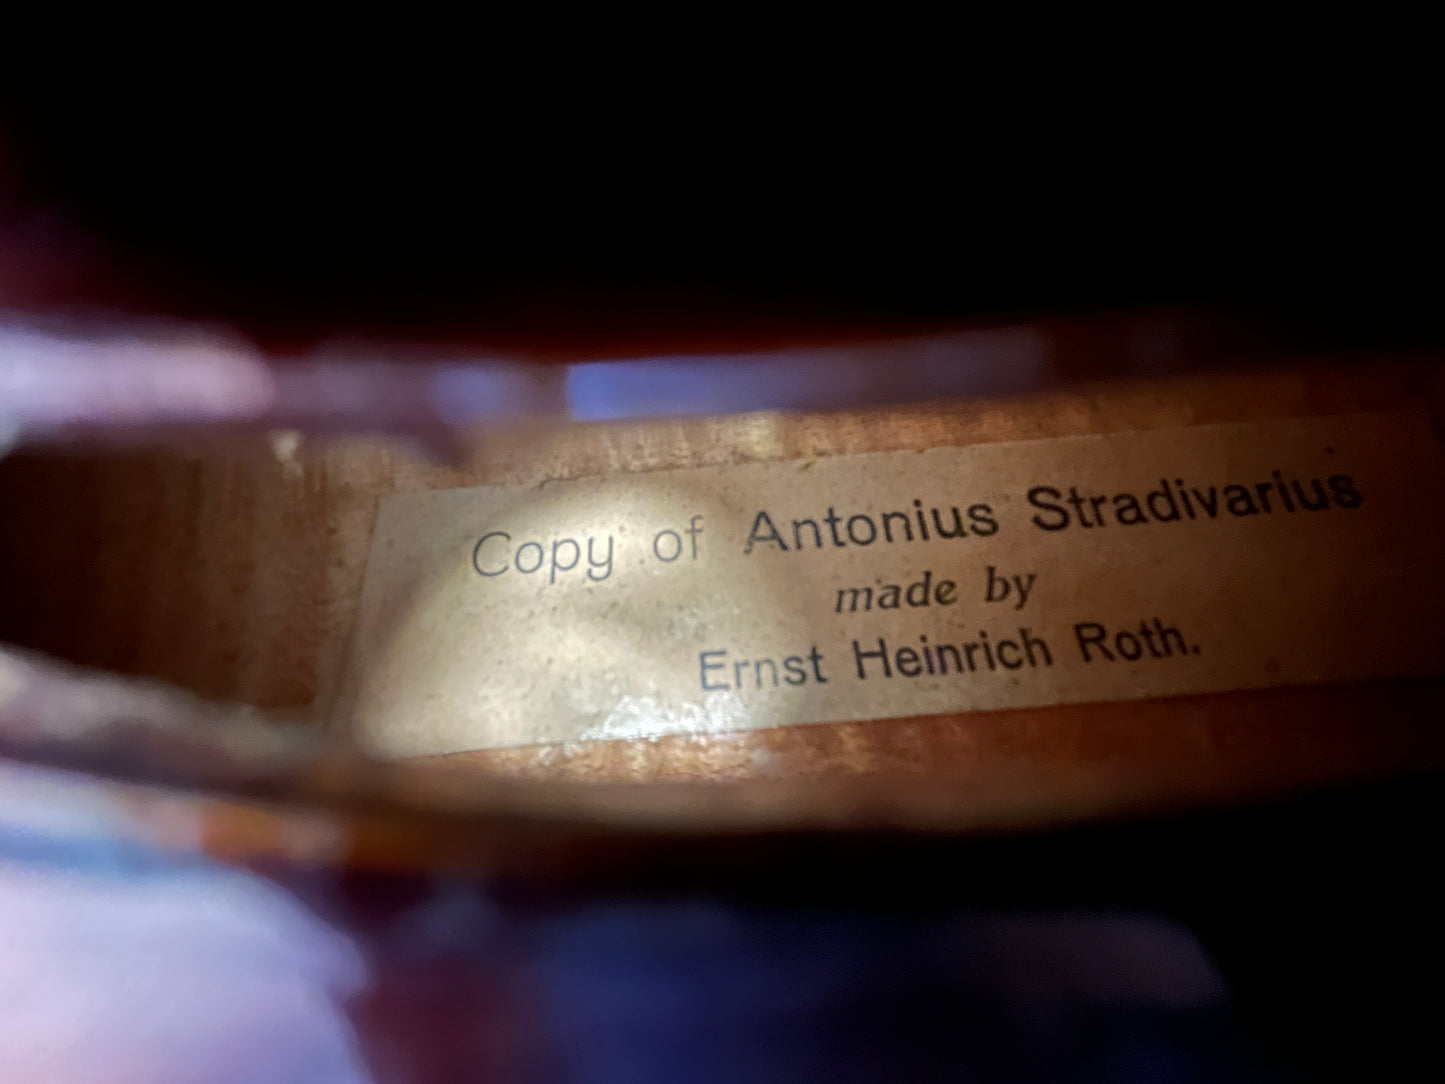 Copy of Antonius Stradivarius
made by
Ernst Heinrich Roth.